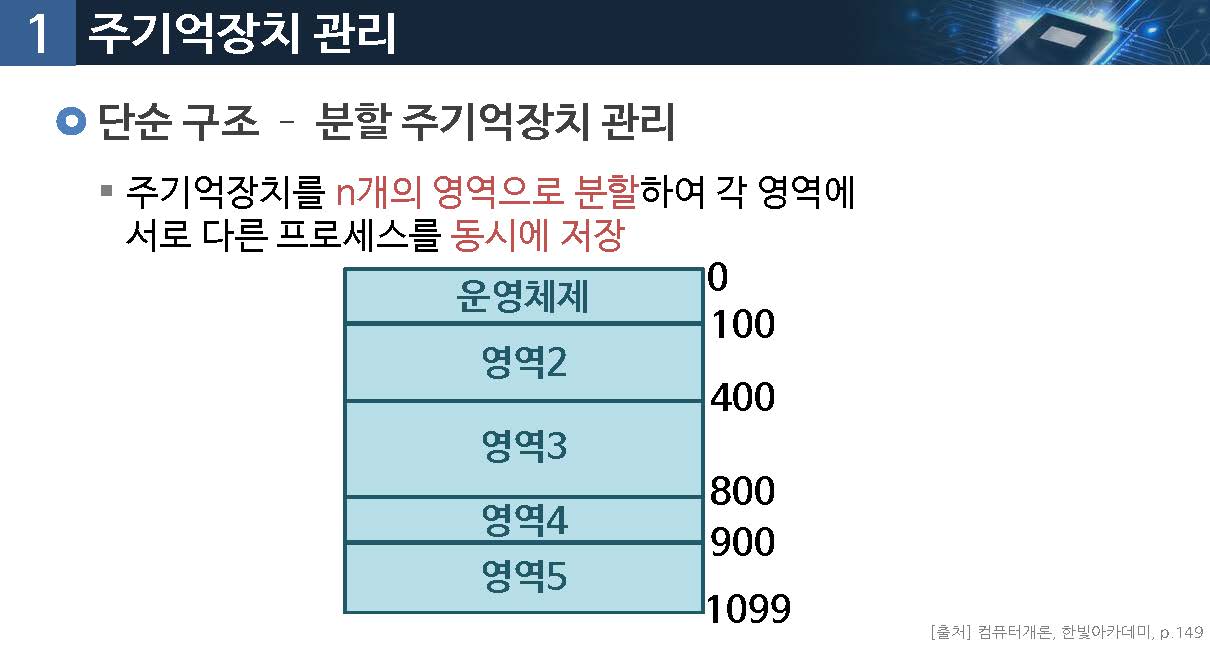 1 주기억장치 관리
단순 구조 - 분할 주기억장치 관리
주기억장치를 n개의 영역으로 분할하여 각 영역에
서로 다른 프로세스를 동시에 저장
0
운영체제
100
영역2
400
영역3
800
영역4
900
영역5
1099
[출처] 컴퓨터개론, 한빛아카데미, p.149